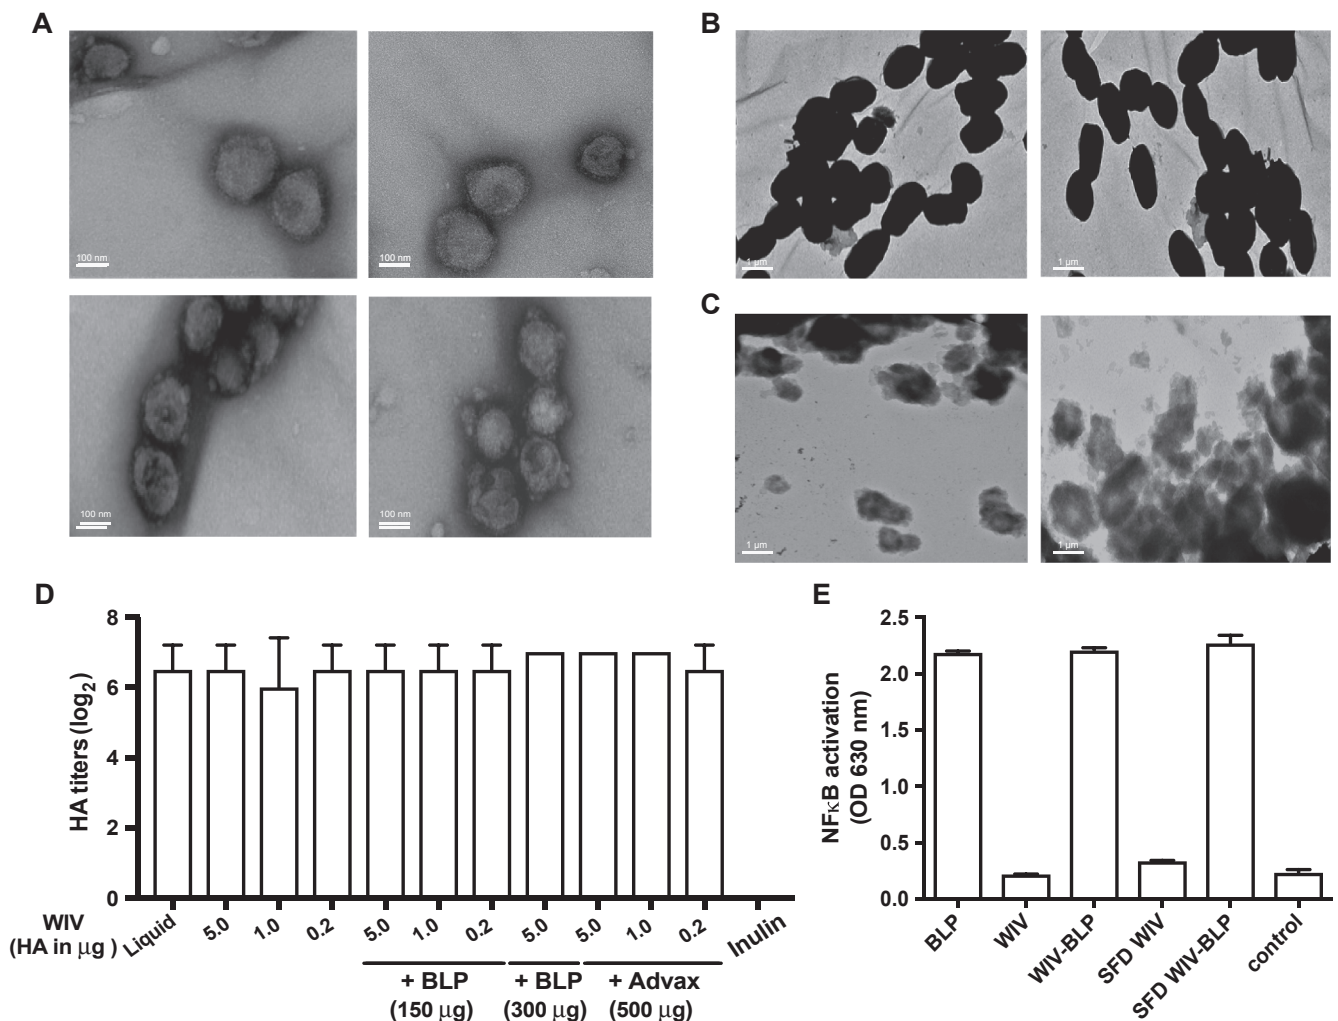 A
B
100 nm
100 nm
1 µm
1 µm
C
100 nm
100 nm
1 µm
1 µm
D
E
HA titers (log2)
8
6
4
2
0
WIV
(HA in µg )
Liquid
5.0
1.0
0.2
5.0
1.0
0.2
5.0
5.0
1.0
0.2
Inulin
+ BLP
(150 µg)
+ BLP
(300 µg)
+ Advax
(500 µg)
NFκB activation
(OD 630 nm)
2.5
2.0
1.5
1.0
0.5
0.0
BLP
WIV
WIV-BLP
SFD WIV
SFD WIV-BLP
control